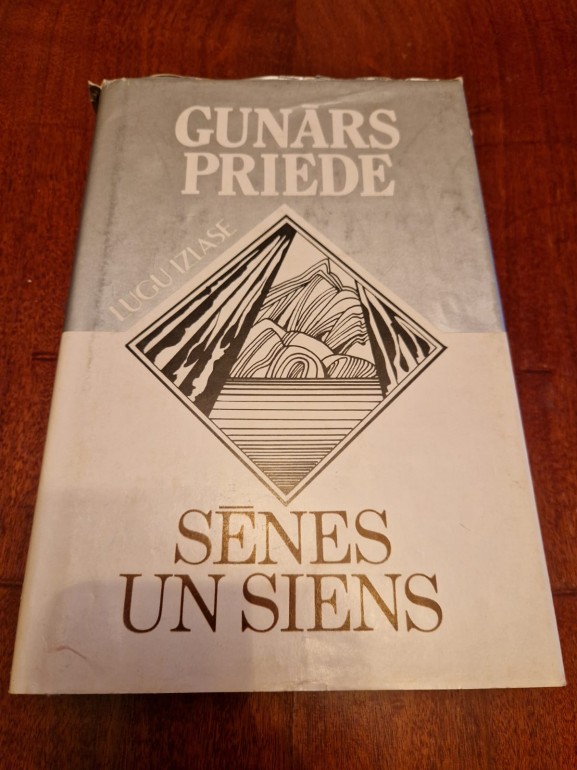 GUNĀRS
PRIEDE
LUGU IZLASE
SĒNES
UN SIENS